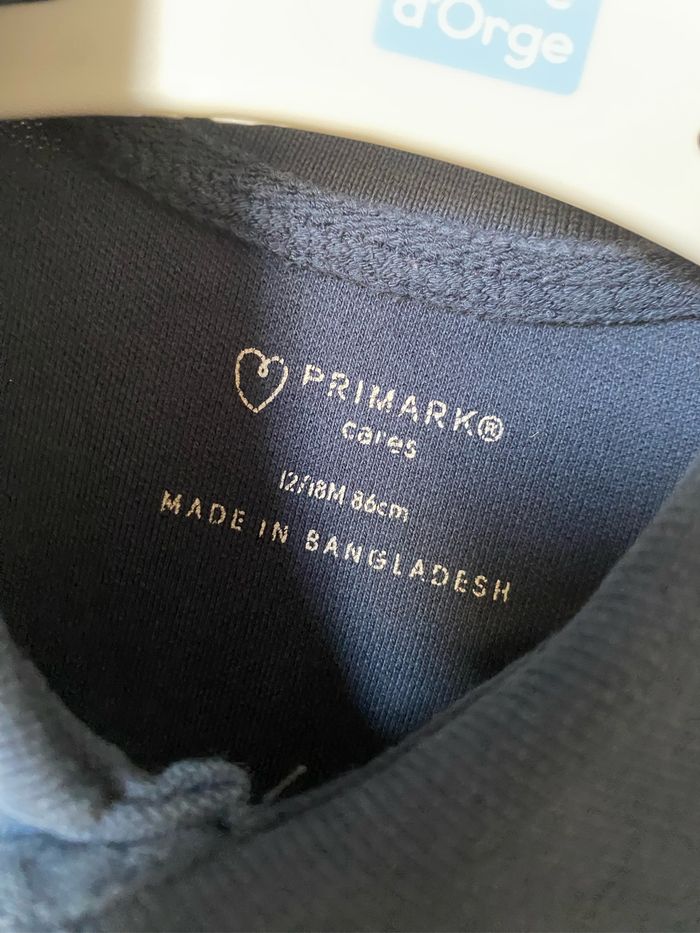 d'Orge
PRIMARK®
cares
12/18M 86cm
MADE IN BANGLADESH